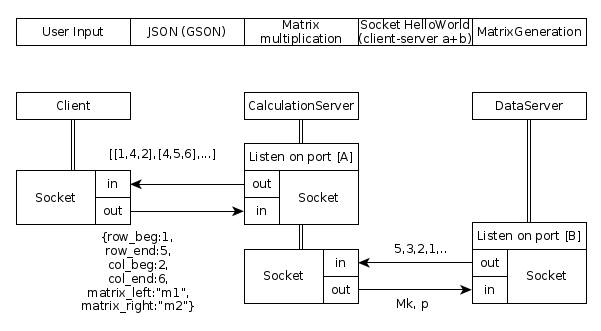 User Input
JSON (GSON)
Matrix
multiplication
Socket HelloWorld
(client-server a+b)
MatrixGeneration
Client
CalculationServer
DataServer
[[1,4,2],[4,5,6],...]
Listen on port [A]
Socket
in
out
out
in
Socket
{row_beg:1,
row_end:5,
col_beg:2,
col_end:6,
matrix_left:"m1",
matrix_right:"m2"}
Listen on port [B]
Socket
in
out
5,3,2,1,..
Mk, p
out
in
Socket